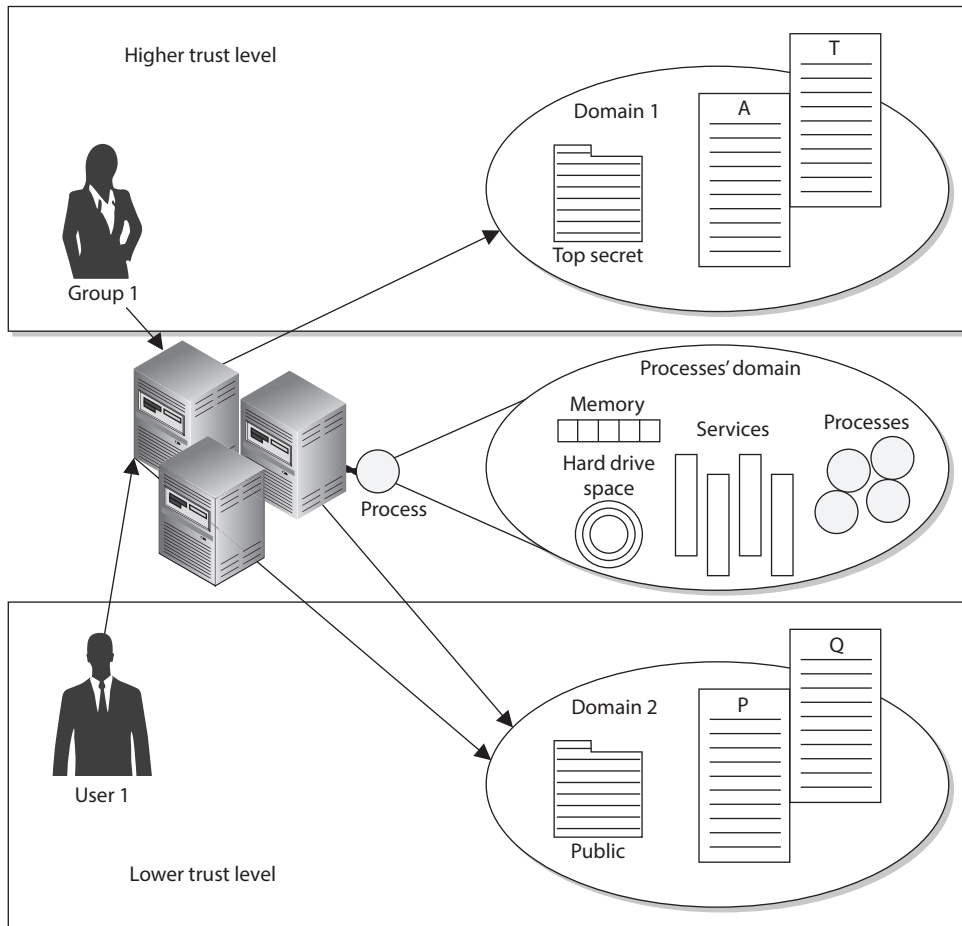 Higher trust level
T
Domain 1
A
Top secret
Group 1
Processes' domain
Memory
Services
Processes
Hard drive
space
Process
Q
Domain 2
P
User 1
Public
Lower trust level